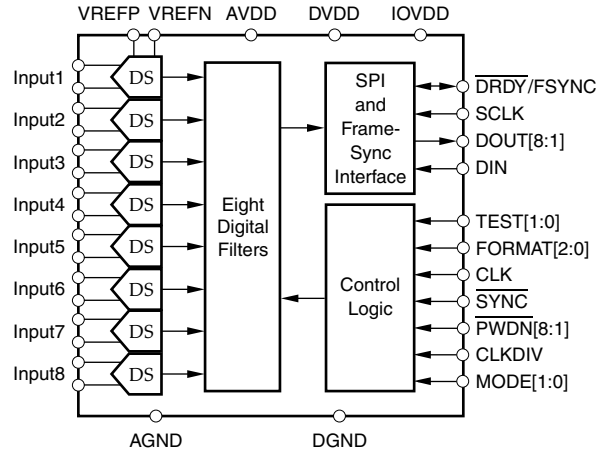 VREFP VREFN AVDD DVDD IOVDD
Input1
Input2
Input3
Input4
Input5
Input6
Input7
Input8
DS
DS
DS
DS
DS
DS
DS
DS
Eight
Digital
Filters
SPI
and
Frame-
Sync
Interface
Control
Logic
DRDY/FSYNC
SCLK
DOUT[8:1]
DIN
TEST[1:0]
FORMAT[2:0]
CLK
SYNC
PWDN[8:1]
CLKDIV
MODE[1:0]
AGND DGND